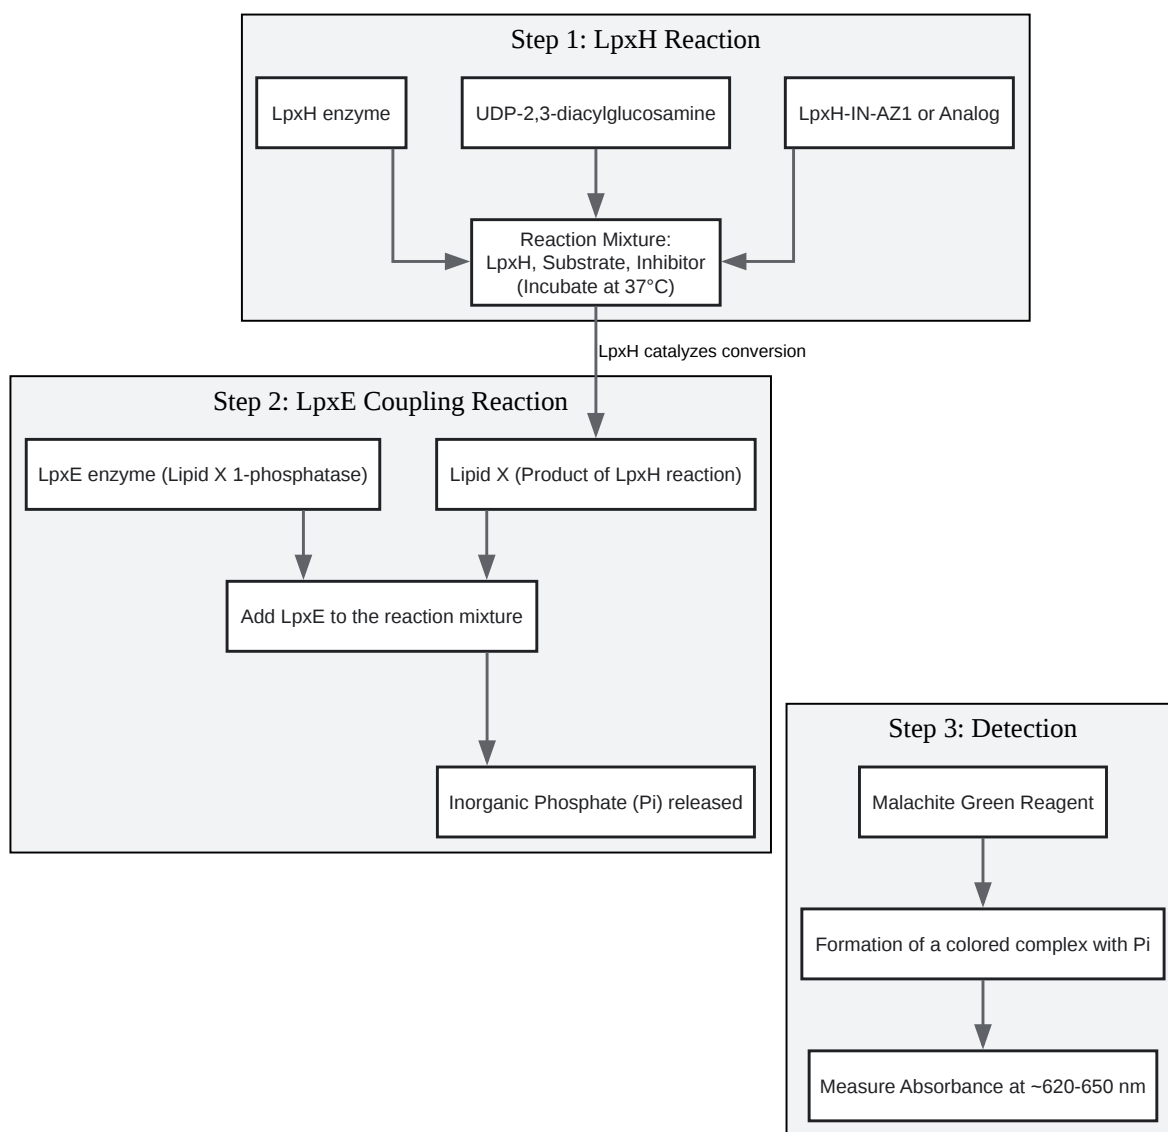 Step 1: LpxH Reaction
LpxH enzyme
UDP-2,3-diacylglucosamine
LpxH-IN-AZ1 or Analog
Reaction Mixture:
LpxH, Substrate, Inhibitor
(Incubate at 37°C)
LpxH catalyzes conversion
Step 2: LpxE Coupling Reaction
LpxE enzyme (Lipid X 1-phosphatase)
Lipid X (Product of LpxH reaction)
Add LpxE to the reaction mixture
Inorganic Phosphate (Pi) released
Step 3: Detection
Malachite Green Reagent
Formation of a colored complex with Pi
Measure Absorbance at ~620-650 nm